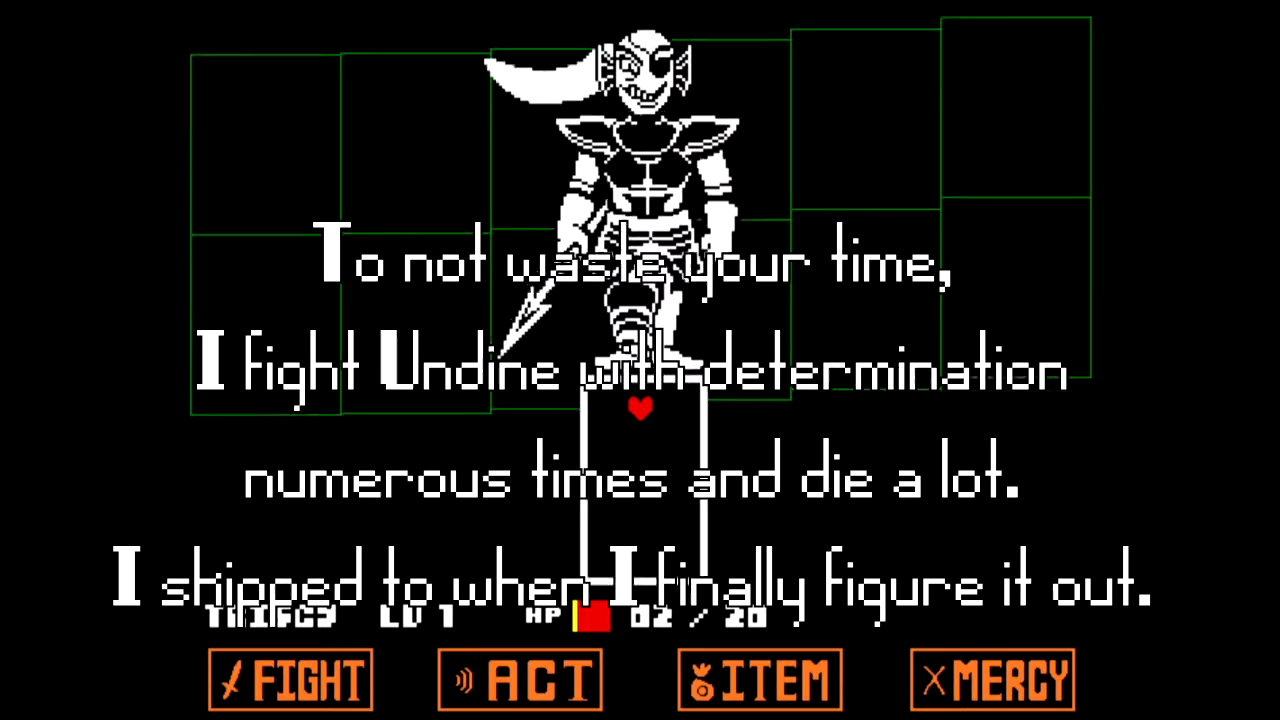 To not waste your time,
I fight Undine with determination
numerous times and die a lot.
I shipped to when I finally figure it out.
LV 1 HP 02 / 20
FIGHT ACT ITEM MERCY